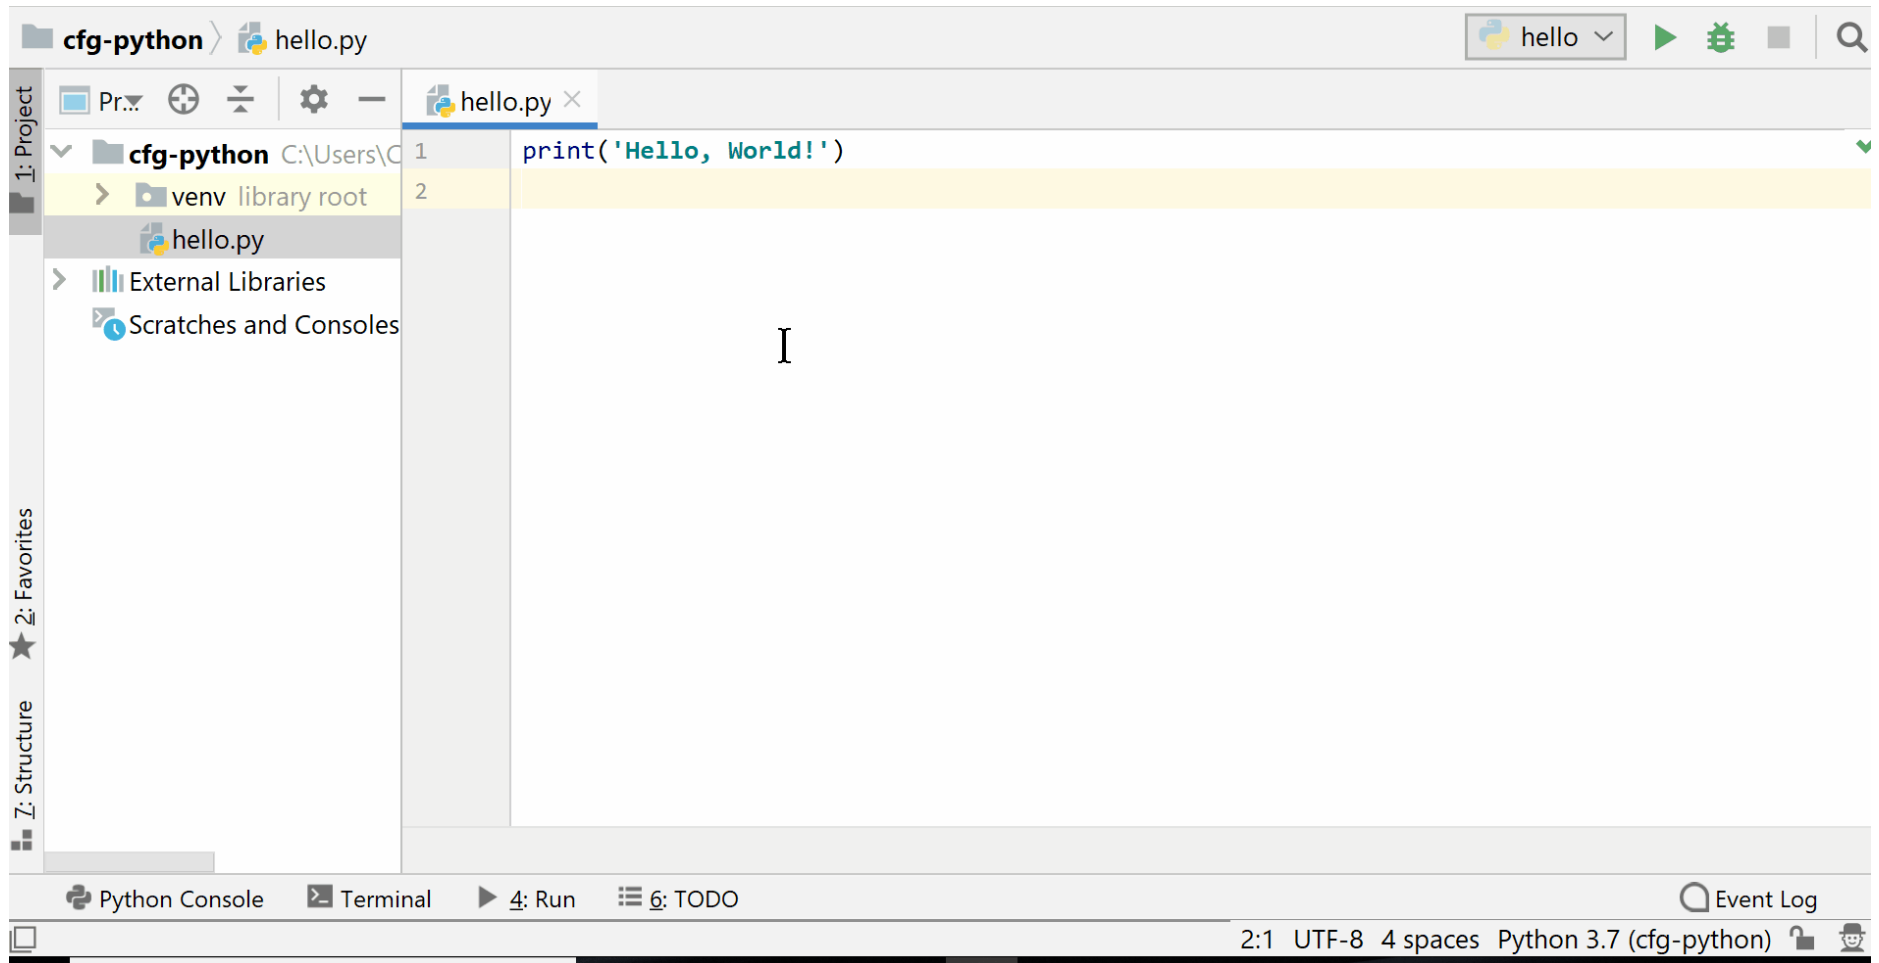 cfg-python hello.py
hello
1: Project
Pr...
hello.py
cfg-python C:\Users\C
venv library root
hello.py
External Libraries
Scratches and Consoles
1 print('Hello, World!')
2
2: Favorites
7: Structure
Python Console Terminal 4: Run 6: TODO Event Log
2:1 UTF-8 4 spaces Python 3.7 (cfg-python)